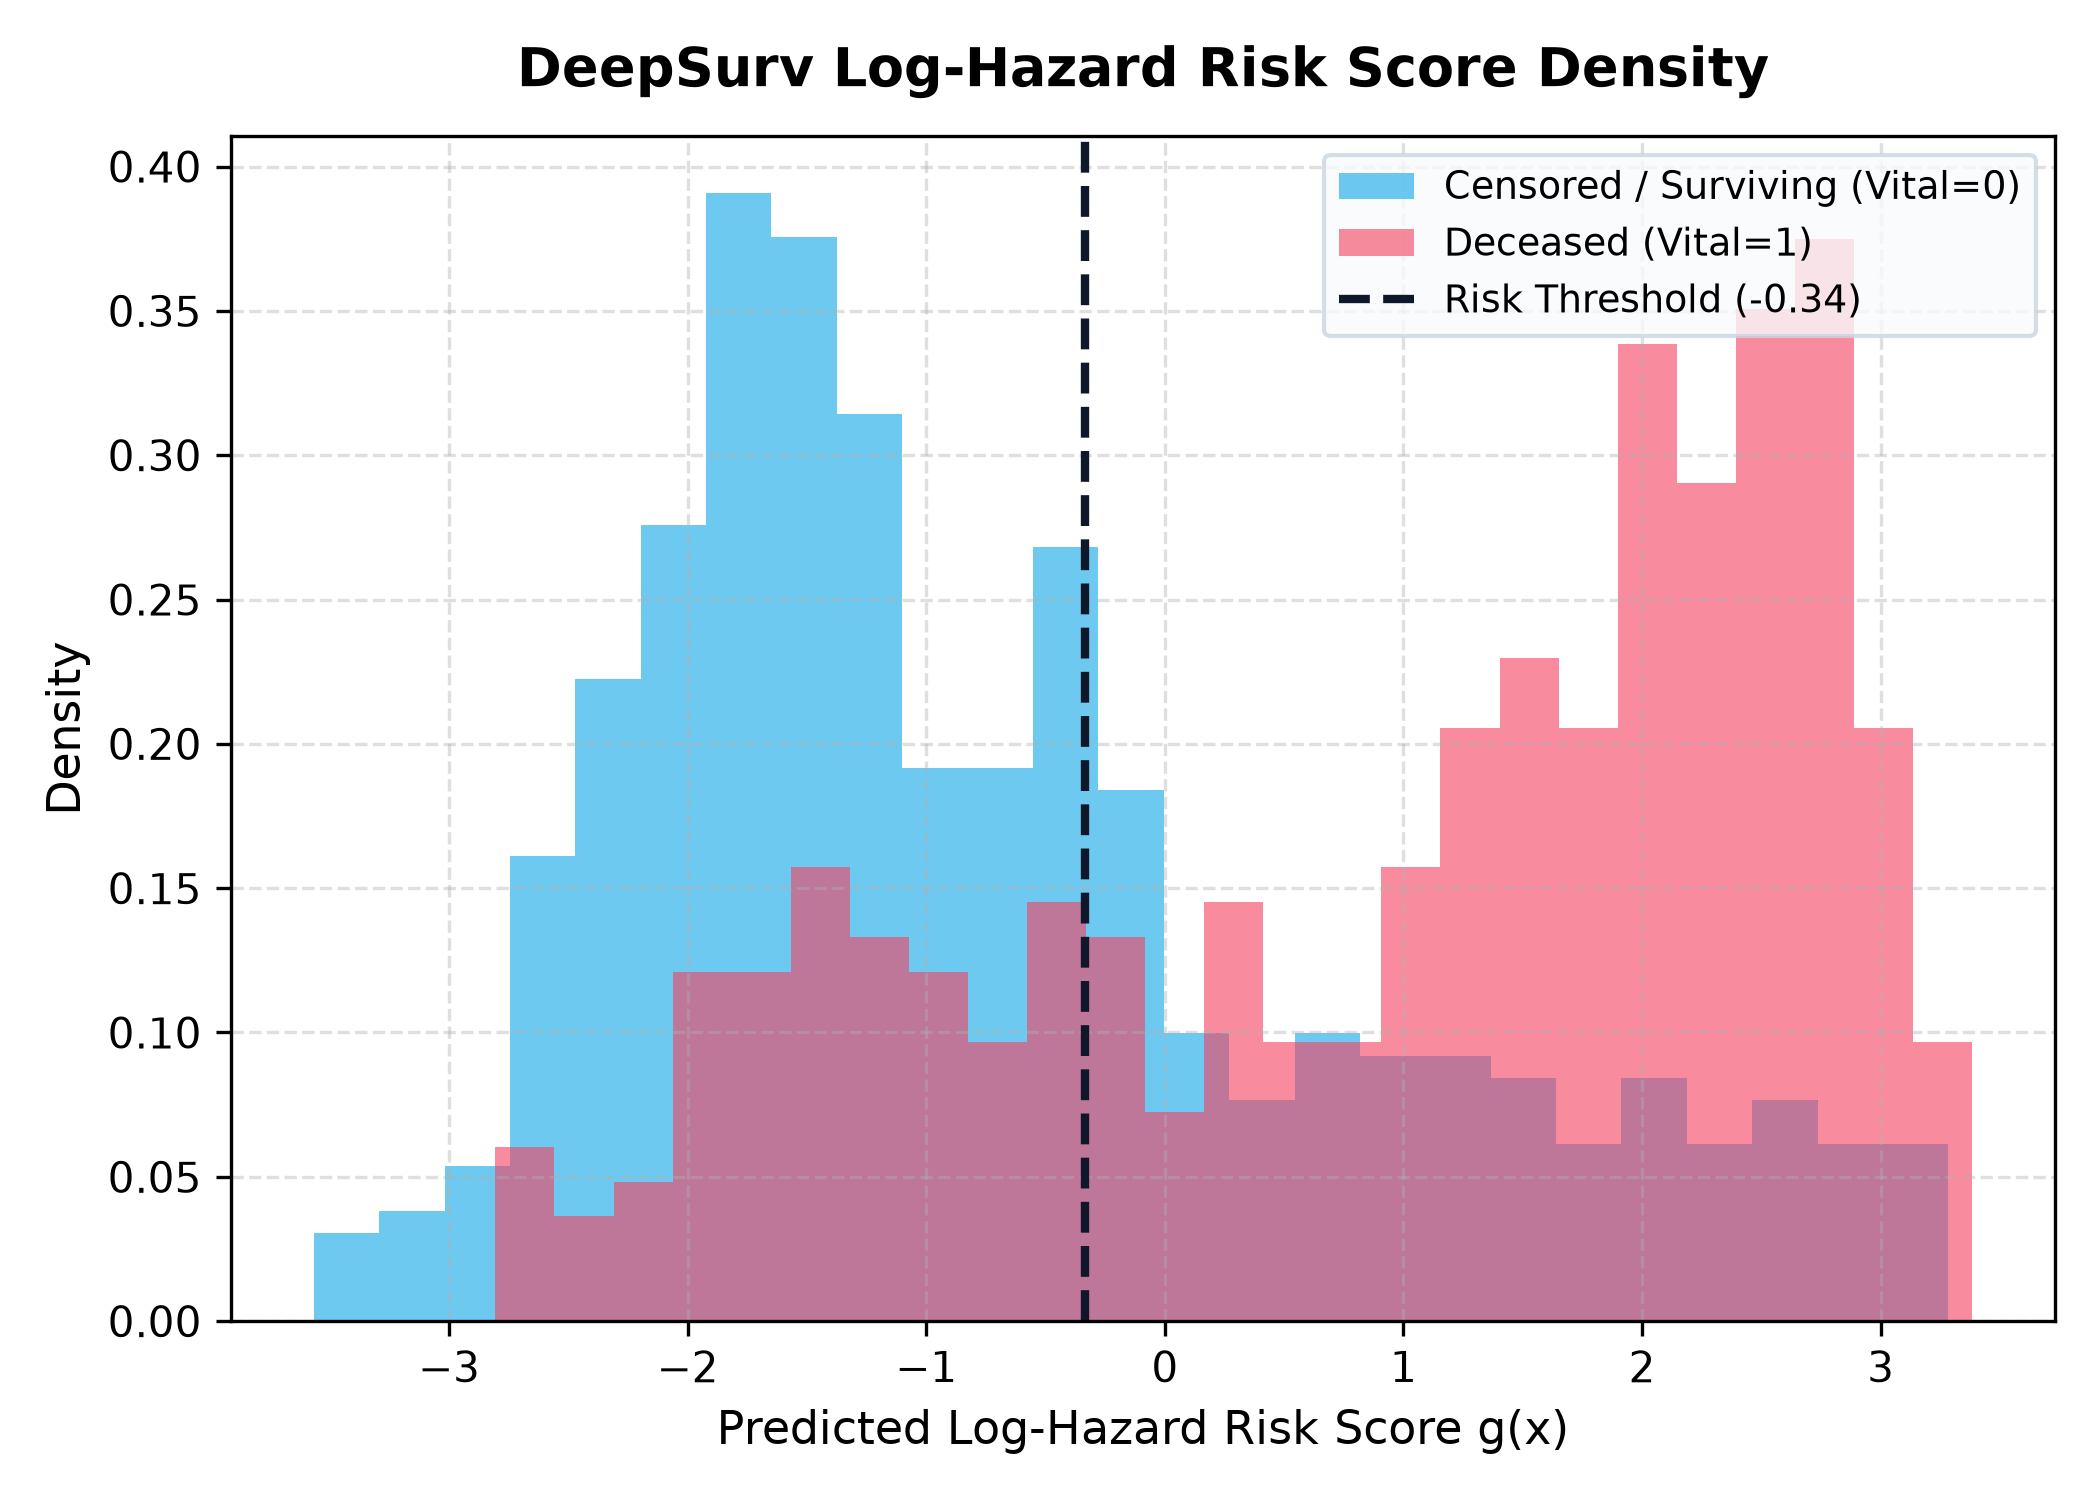 DeepSurv Log-Hazard Risk Score Density
Censored / Surviving (Vital=0)
Deceased (Vital=1)
Risk Threshold (-0.34)
0.40
0.35
0.30
0.25
0.20
0.15
0.10
0.05
0.00
Density
−3 −2 −1 0 1 2 3
Predicted Log-Hazard Risk Score g(x)